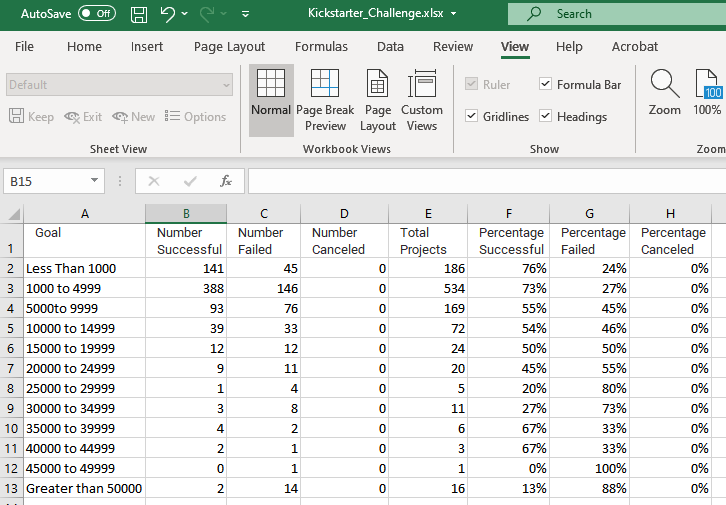 AutoSave Off Kickstarter_Challenge.xlsx Search
File Home Insert Page Layout Formulas Data Review View Help Acrobat
Default
Keep Exit New Options
Normal Page Break Preview Page Layout Custom Views
Ruler Formula Bar
Gridlines Headings
Zoom 100 100%
Sheet View Workbook Views Show Zoom
B15 fx
A B C D E F G H
1 Goal Number Successful Number Failed Number Canceled Total Projects Percentage Successful Percentage Failed Percentage Canceled
2 Less Than 1000 141 45 0 186 76% 24% 0%
3 1000 to 4999 388 146 0 534 73% 27% 0%
4 5000to 9999 93 76 0 169 55% 45% 0%
5 10000 to 14999 39 33 0 72 54% 46% 0%
6 15000 to 19999 12 12 0 24 50% 50% 0%
7 20000 to 24999 9 11 0 20 45% 55% 0%
8 25000 to 29999 1 4 0 5 20% 80% 0%
9 30000 to 34999 3 8 0 11 27% 73% 0%
10 35000 to 39999 4 2 0 6 67% 33% 0%
11 40000 to 44999 2 1 0 3 67% 33% 0%
12 45000 to 49999 0 1 0 1 0% 100% 0%
13 Greater than 50000 2 14 0 16 13% 88% 0%